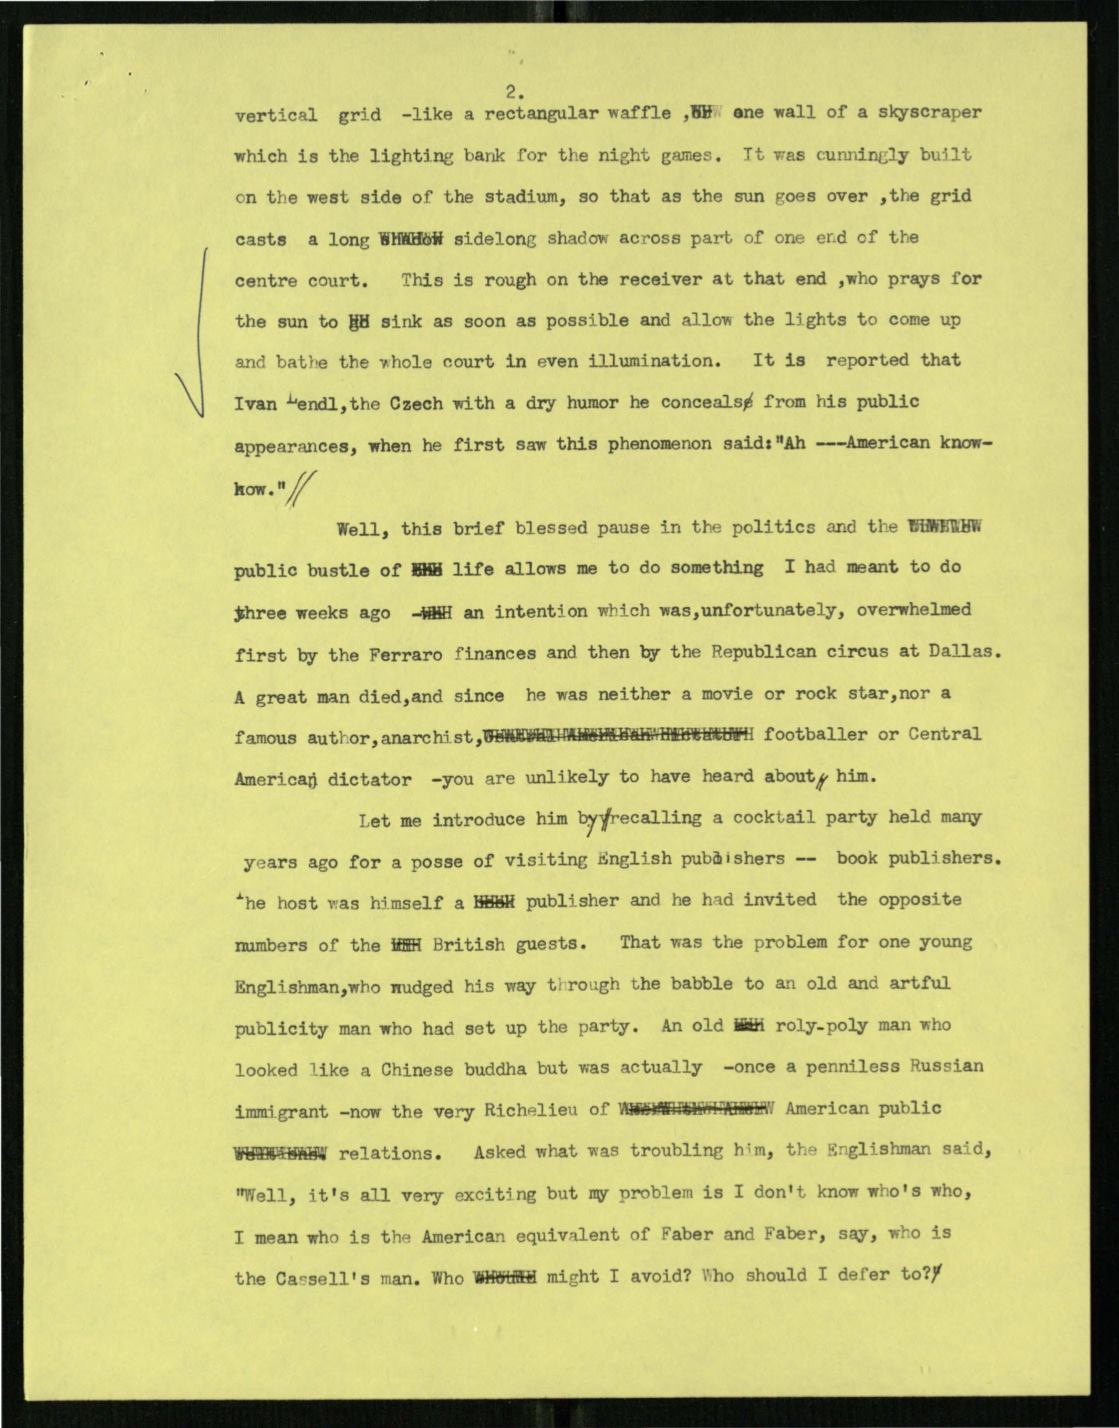 2.
vertical grid -like a rectangular waffle , one wall of a skyscraper
which is the lighting bank for the night games. It was cunningly built
on the west side of the stadium, so that as the sun goes over ,the grid
casts a long sidelong shadow across part of one end of the
centre court. This is rough on the receiver at that end ,who prays for
the sun to sink as soon as possible and allow the lights to come up
and bathe the whole court in even illumination. It is reported that
Ivan Lendl,the Czech with a dry humor he conceals from his public
appearances, when he first saw this phenomenon said:"Ah ---American know-
how."//
Well, this brief blessed pause in the politics and the
public bustle of life allows me to do something I had meant to do
three weeks ago - an intention which was,unfortunately, overwhelmed
first by the Ferraro finances and then by the Republican circus at Dallas.
A great man died,and since he was neither a movie or rock star,nor a
famous author,anarchist, footballer or Central
American dictator -you are unlikely to have heard about him.
Let me introduce him by recalling a cocktail party held many
years ago for a posse of visiting English publishers -- book publishers.
The host was himself a publisher and he had invited the opposite
numbers of the British guests. That was the problem for one young
Englishman,who nudged his way through the babble to an old and artful
publicity man who had set up the party. An old roly-poly man who
looked like a Chinese buddha but was actually -once a penniless Russian
immigrant -now the very Richelieu of American public
relations. Asked what was troubling him, the Englishman said,
"Well, it's all very exciting but my problem is I don't know who's who,
I mean who is the American equivalent of Faber and Faber, say, who is
the Cassell's man. Who might I avoid? Who should I defer to?